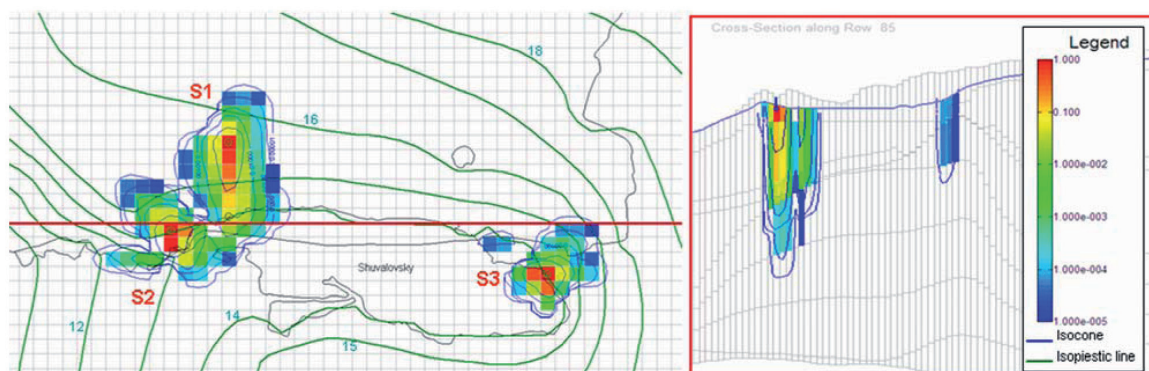 S1
18
16
S2
Shuvalovsky
S3
12
14
15
Cross-Section along Row 85
Legend
1.000
0.100
1.000e-002
1.000e-003
1.000e-004
1.000e-005
Isocone
Isopiestic line